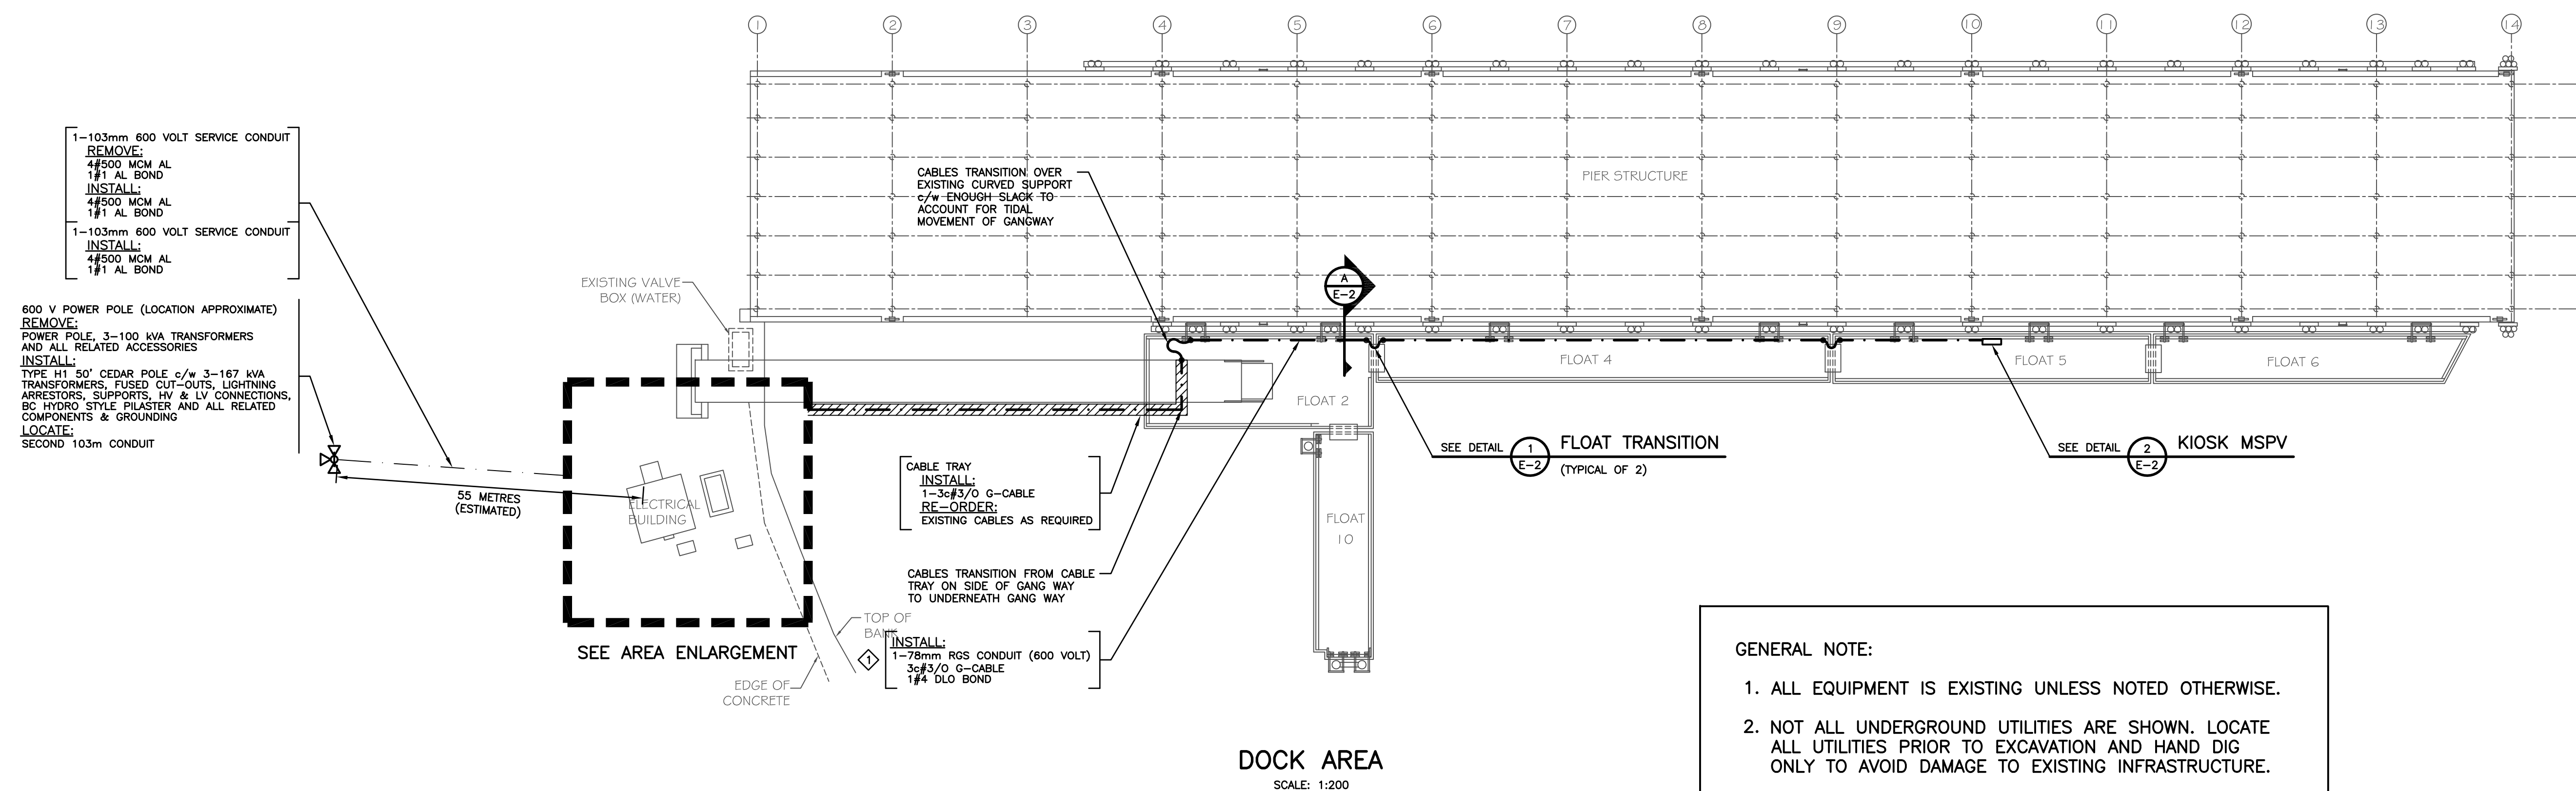 1
2
3
4
5
6
7
8
9
10
11
12
13
14
1-103mm 600 VOLT SERVICE CONDUIT
REMOVE:
4#500 MCM AL
1#1 AL BOND
INSTALL:
4#500 MCM AL
1#1 AL BOND
1-103mm 600 VOLT SERVICE CONDUIT
INSTALL:
4#500 MCM AL
1#1 AL BOND
600 V POWER POLE (LOCATION APPROXIMATE)
REMOVE:
POWER POLE, 3-100 kVA TRANSFORMERS
AND ALL RELATED ACCESSORIES
INSTALL:
TYPE H1 50' CEDAR POLE c/w 3-167 kVA
TRANSFORMERS, FUSED CUT-OUTS, LIGHTNING
ARRESTORS, SUPPORTS, HV & LV CONNECTIONS,
BC HYDRO STYLE PILASTER AND ALL RELATED
COMPONENTS & GROUNDING
LOCATE:
SECOND 103m CONDUIT
55 METRES
(ESTIMATED)
EXISTING VALVE
BOX (WATER)
ELECTRICAL
BUILDING
SEE AREA ENLARGEMENT
EDGE OF
CONCRETE
TOP OF
BANK
CABLES TRANSITION OVER
EXISTING CURVED SUPPORT
c/w ENOUGH SLACK TO
ACCOUNT FOR TIDAL
MOVEMENT OF GANGWAY
PIER STRUCTURE
A
E-2
FLOAT 2
FLOAT 4
FLOAT 5
FLOAT 6
FLOAT
10
CABLE TRAY
INSTALL:
1-3c#3/0 G-CABLE
RE-ORDER:
EXISTING CABLES AS REQUIRED
CABLES TRANSITION FROM CABLE
TRAY ON SIDE OF GANG WAY
TO UNDERNEATH GANG WAY
1
INSTALL:
1-78mm RGS CONDUIT (600 VOLT)
3c#3/0 G-CABLE
1#4 DLO BOND
SEE DETAIL 1 FLOAT TRANSITION
E-2 (TYPICAL OF 2)
SEE DETAIL 2 KIOSK MSPV
E-2
DOCK AREA
SCALE: 1:200
GENERAL NOTE:
1. ALL EQUIPMENT IS EXISTING UNLESS NOTED OTHERWISE.
2. NOT ALL UNDERGROUND UTILITIES ARE SHOWN. LOCATE
ALL UTILITIES PRIOR TO EXCAVATION AND HAND DIG
ONLY TO AVOID DAMAGE TO EXISTING INFRASTRUCTURE.